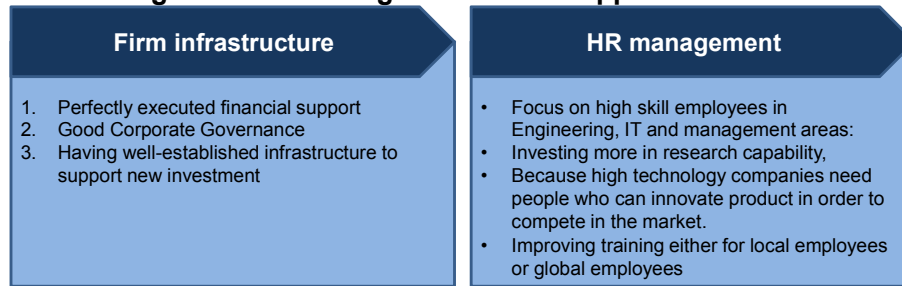 Firm infrastructure
1. Perfectly executed financial support
2. Good Corporate Governance
3. Having well-established infrastructure to
support new investment
HR management
• Focus on high skill employees in
Engineering, IT and management areas:
• Investing more in research capability,
• Because high technology companies need
people who can innovate product in order to
compete in the market.
• Improving training either for local employees
or global employees